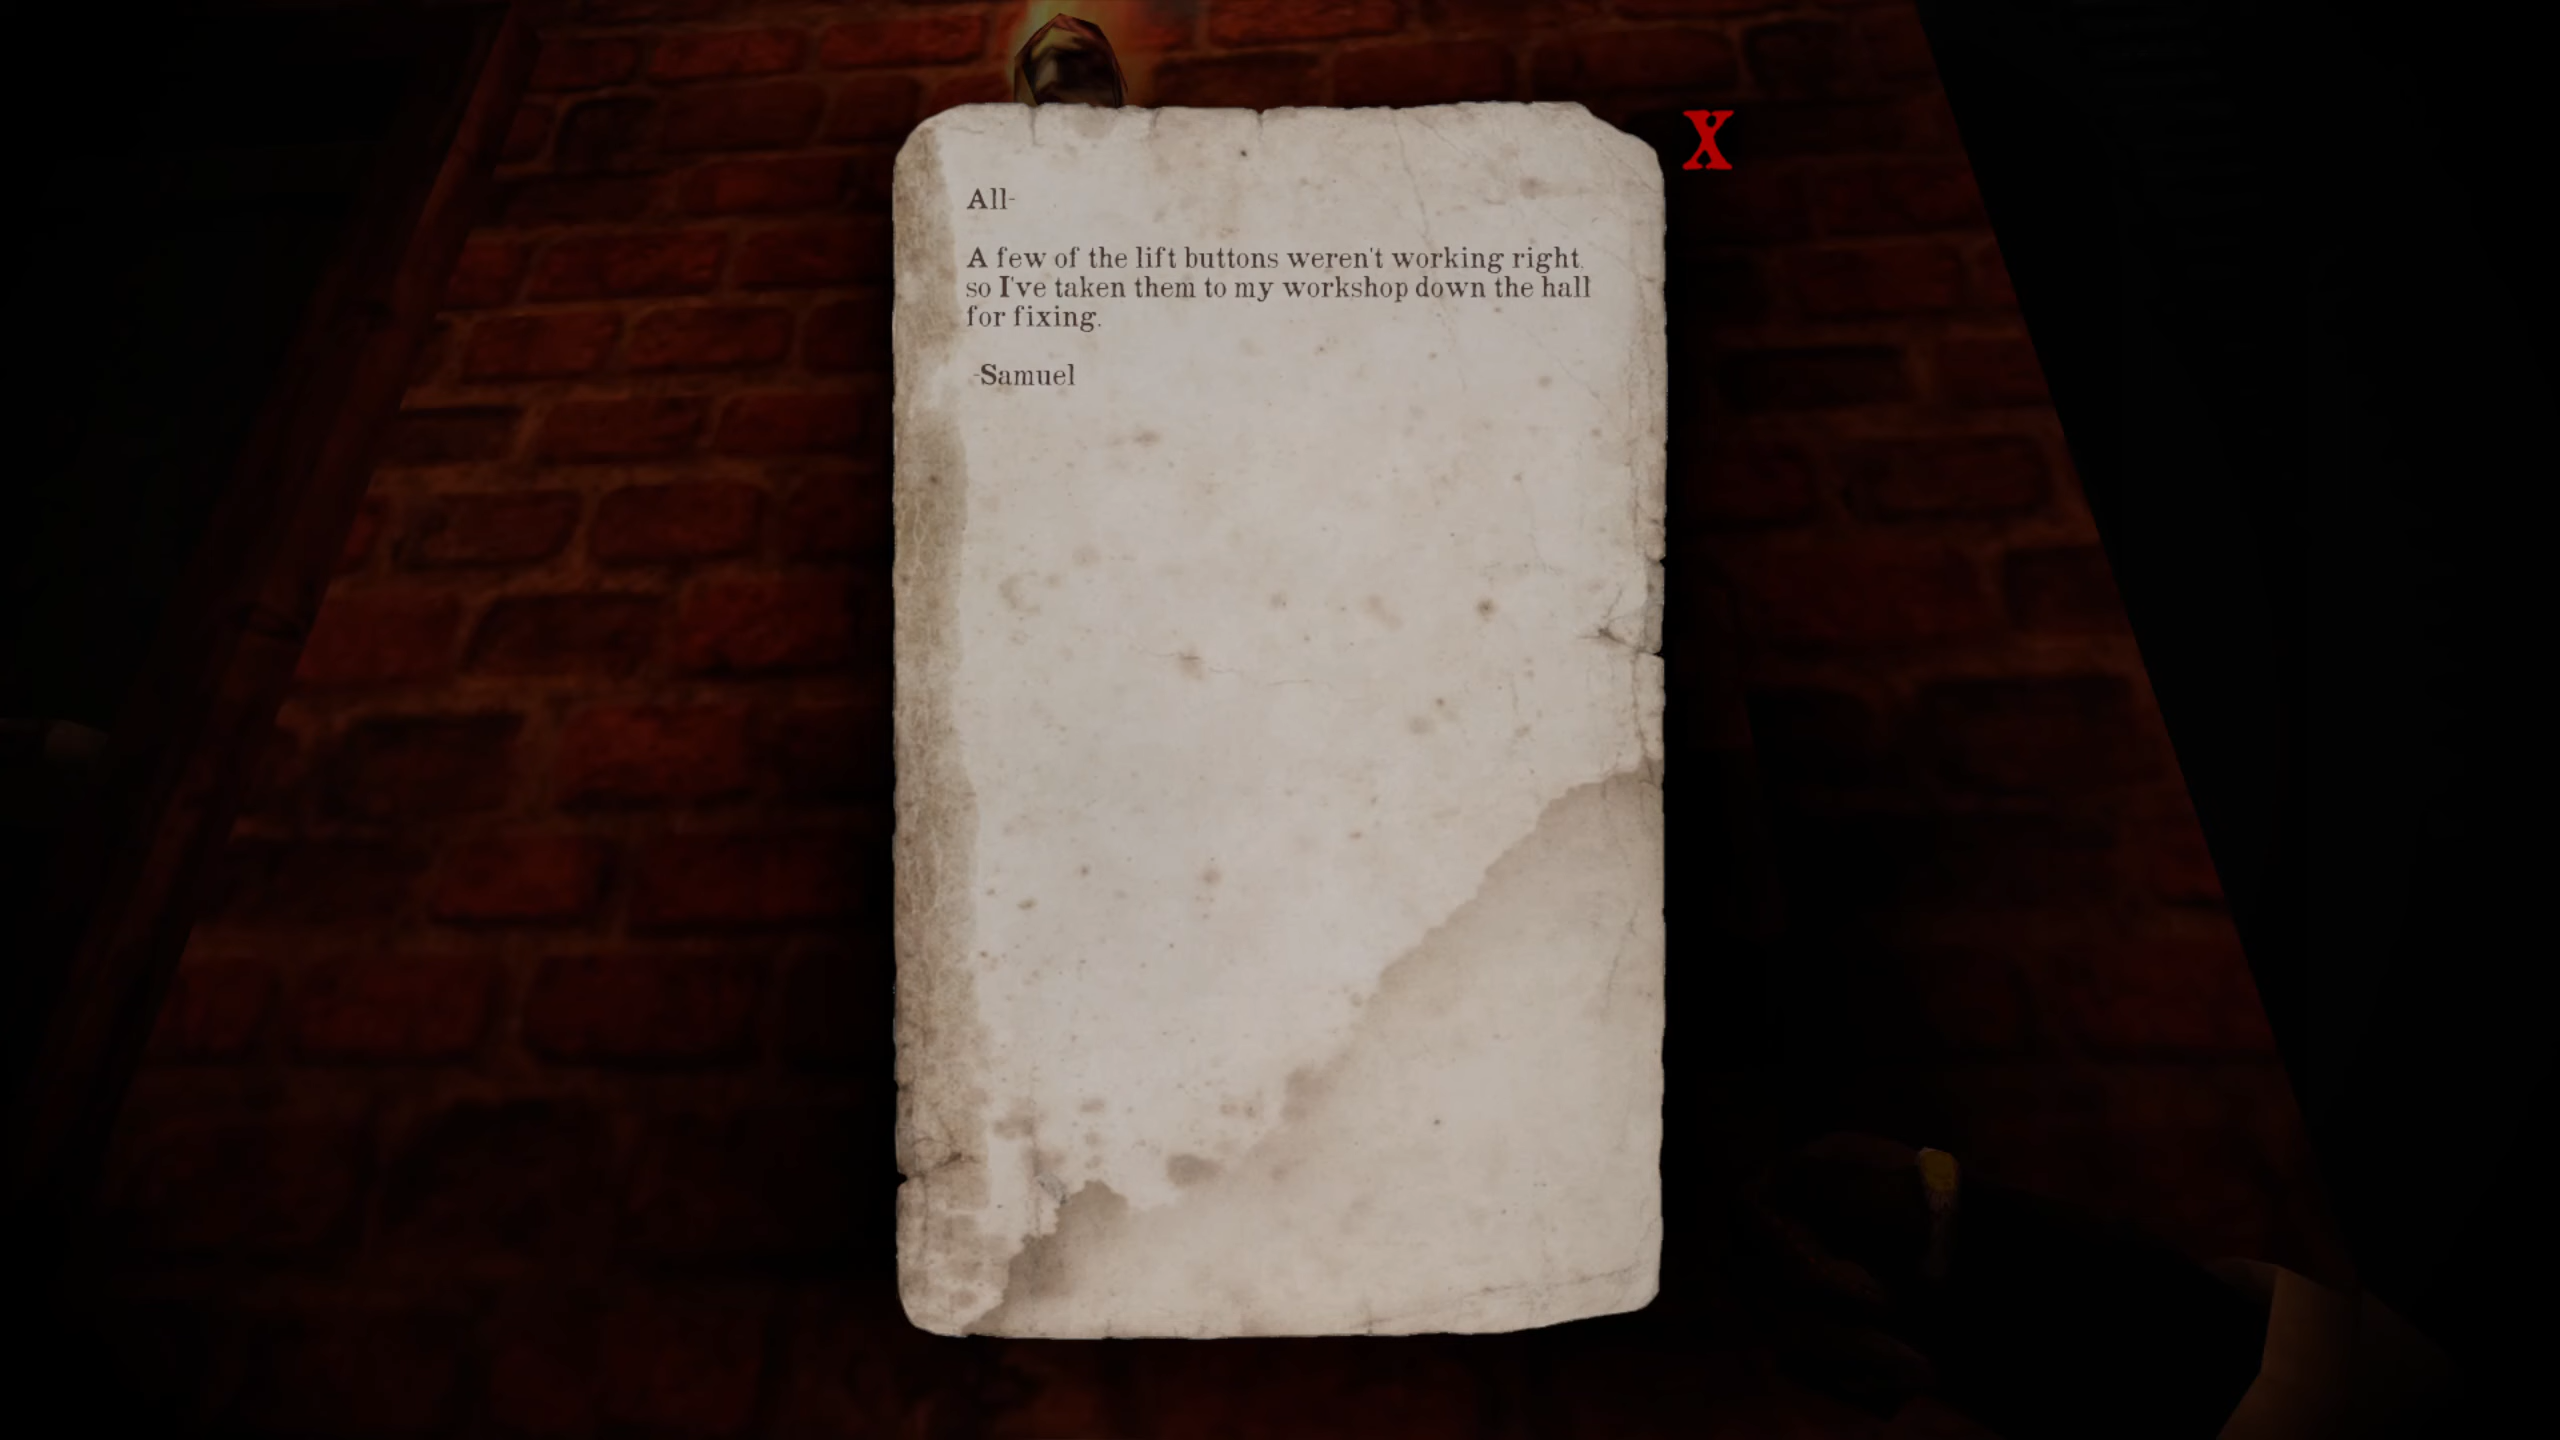 X
All-
A few of the lift buttons weren't working right.
so I've taken them to my workshop down the hall
for fixing.
-Samuel